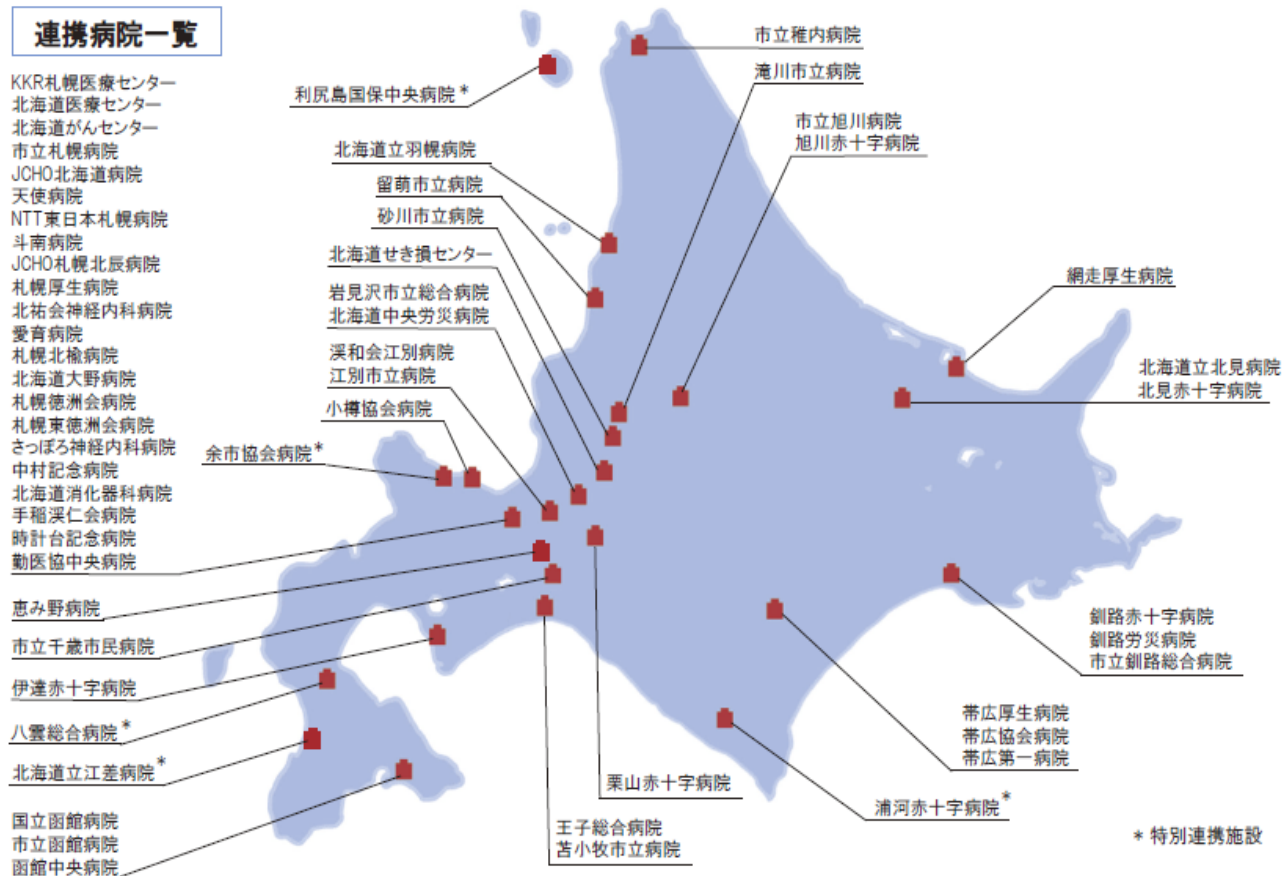 連携病院一覧
KKR札幌医療センター
北海道医療センター
北海道がんセンター
市立札幌病院
JCHO北海道病院
天使病院
NTT東日本札幌病院
斗南病院
JCHO札幌北辰病院
札幌厚生病院
北祐会神経内科病院
愛育病院
札幌北楡病院
北海道大野病院
札幌徳洲会病院
札幌東徳洲会病院
さっぽろ神経内科病院
中村記念病院
北海道消化器科病院
手稲渓仁会病院
時計台記念病院
勤医協中央病院
恵み野病院
市立千歳市民病院
伊達赤十字病院
八雲総合病院*
北海道立江差病院*
国立函館病院
市立函館病院
函館中央病院
利尻島国保中央病院*
北海道立羽幌病院
留萌市立病院
砂川市立病院
北海道せき損センター
岩見沢市立総合病院
北海道中央労災病院
渓和会江別病院
江別市立病院
小樽協会病院
余市協会病院*
市立稚内病院
滝川市立病院
市立旭川病院
旭川赤十字病院
網走厚生病院
北海道立北見病院
北見赤十字病院
釧路赤十字病院
釧路労災病院
市立釧路総合病院
帯広厚生病院
帯広協会病院
帯広第一病院
浦河赤十字病院*
栗山赤十字病院
王子総合病院
苫小牧市立病院
* 特別連携施設